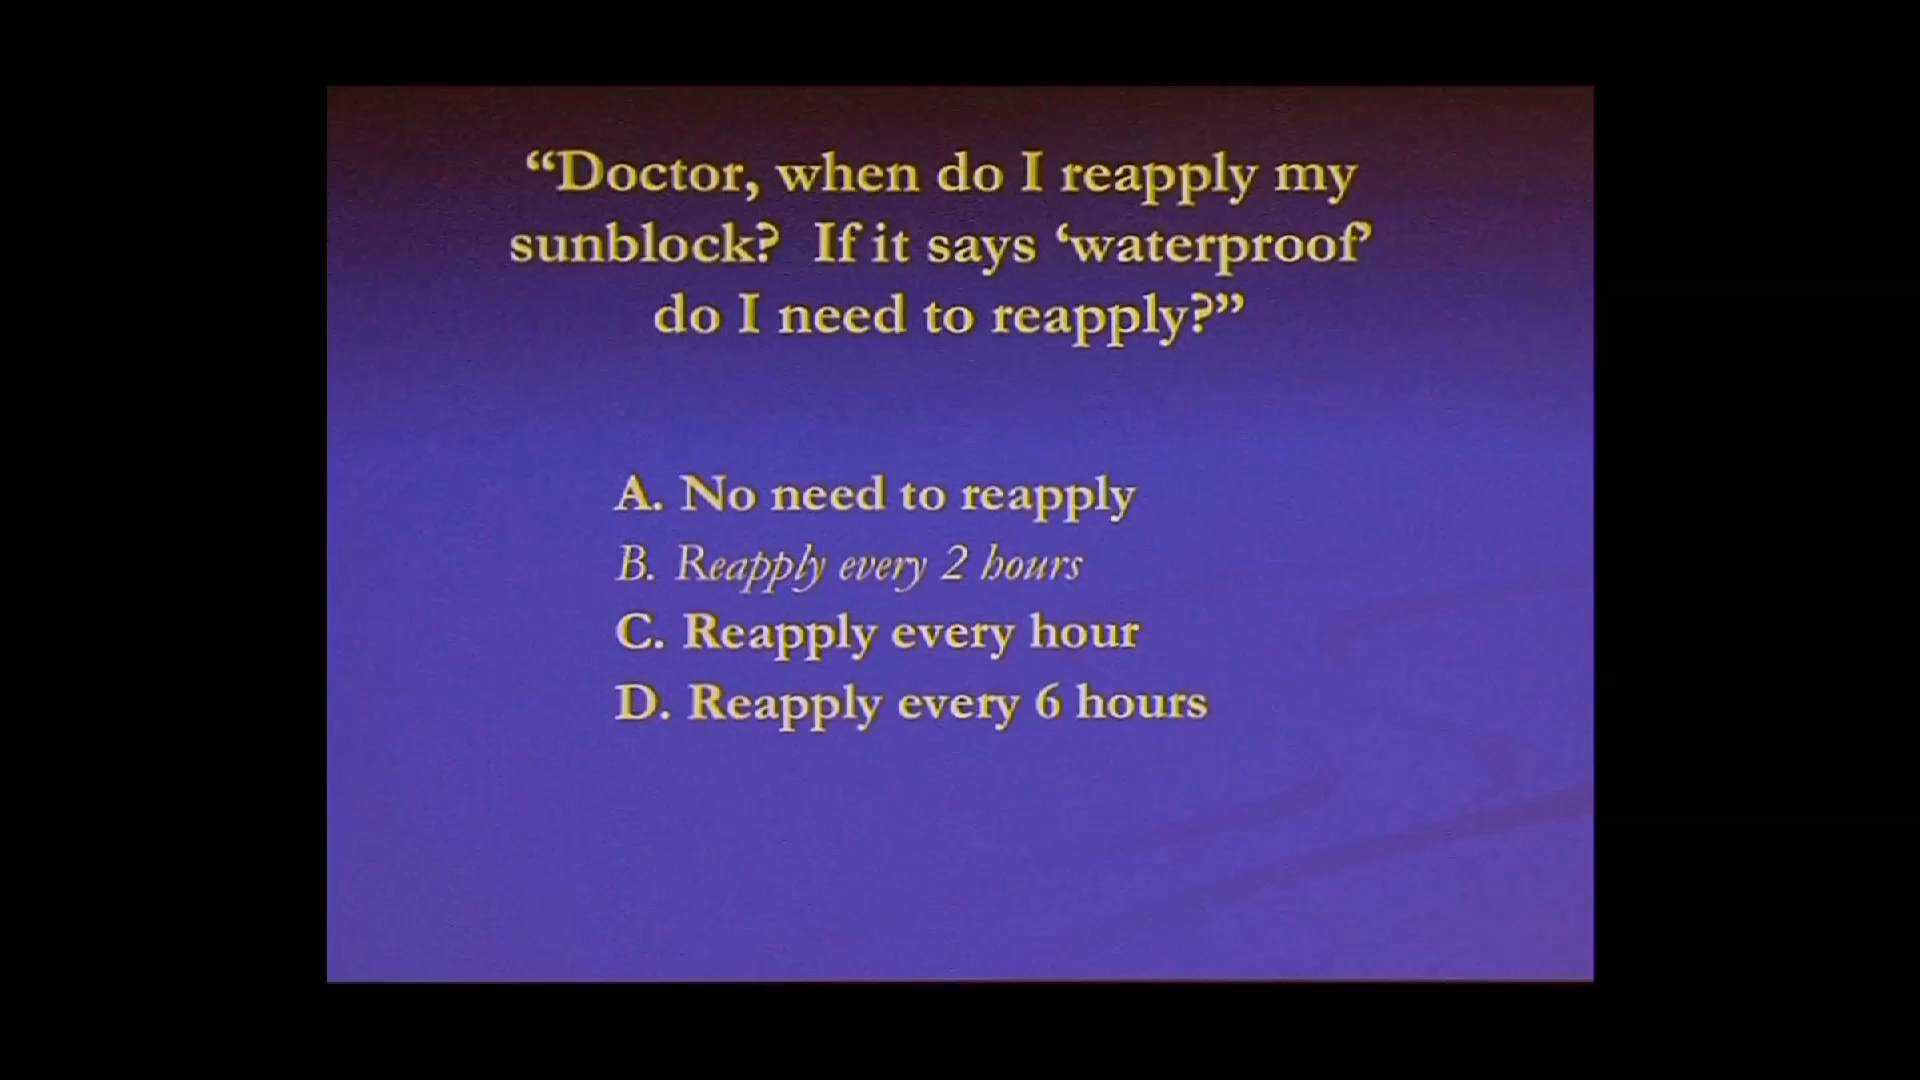 “Doctor, when do I reapply my
sunblock?  If it says ‘waterproof’
do I need to reapply?”
A. No need to reapply
B. Reapply every 2 hours
C. Reapply every hour
D. Reapply every 6 hours